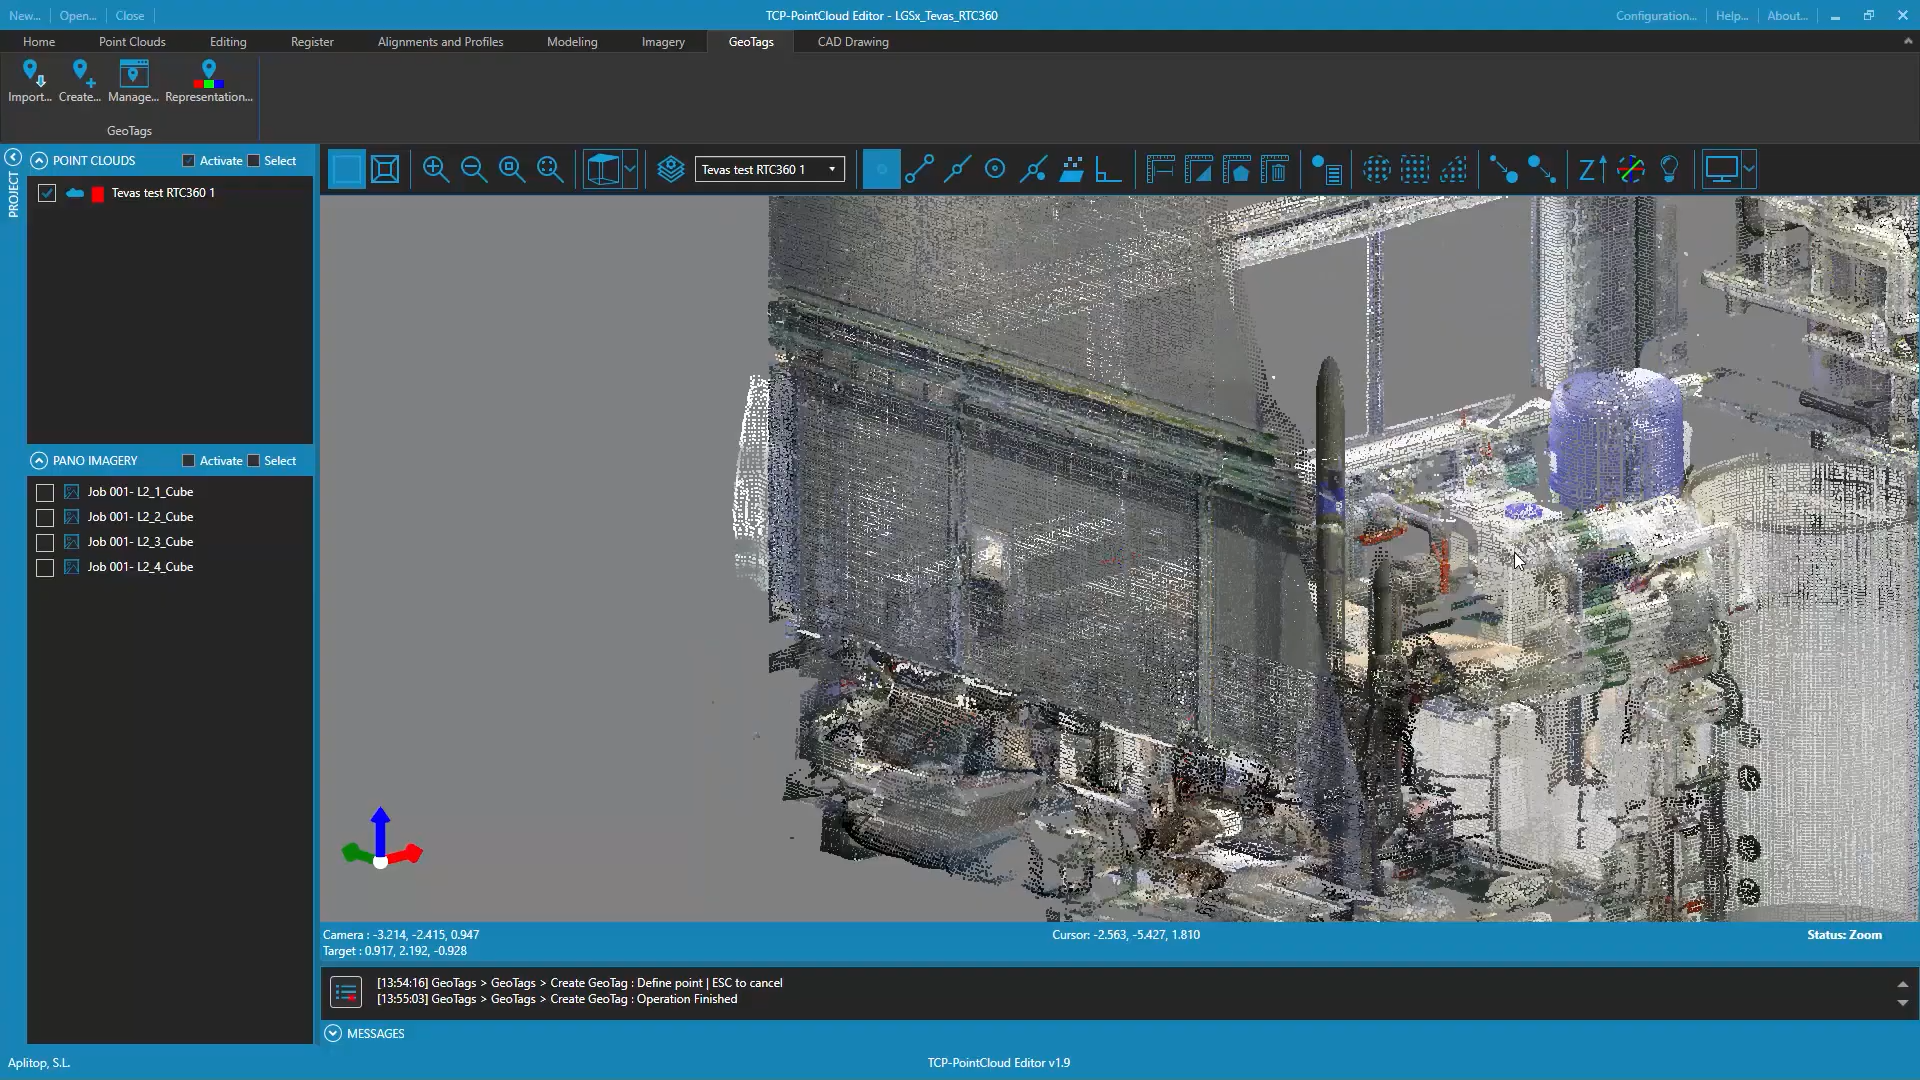 New... Open... Close
TCP-PointCloud Editor - LGSx_Tevas_RTC360
Configuration... Help... About...
Home Point Clouds Editing Register Alignments and Profiles Modeling Imagery GeoTags CAD Drawing
Import... Create... Manage... Representation...
GeoTags
PROJECT
POINT CLOUDS Activate Select
Tevas test RTC360 1
Tevas test RTC360 1
PANO IMAGERY Activate Select
Job 001- L2_1_Cube
Job 001- L2_2_Cube
Job 001- L2_3_Cube
Job 001- L2_4_Cube
Camera : -3.214, -2.415, 0.947
Target : 0.917, 2.192, -0.928
Cursor: -2.563, -5.427, 1.810
Status: Zoom
[13:54:16] GeoTags > GeoTags > Create GeoTag : Define point | ESC to cancel
[13:55:03] GeoTags > GeoTags > Create GeoTag : Operation Finished
MESSAGES
Aplitop, S.L.
TCP-PointCloud Editor v1.9